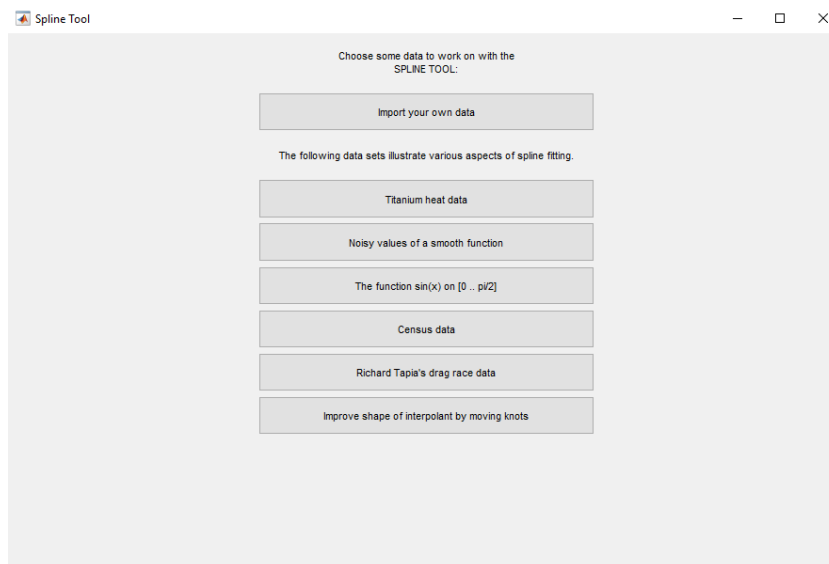 Spline Tool
Choose some data to work on with the
SPLINE TOOL:
Import your own data
The following data sets illustrate various aspects of spline fitting.
Titanium heat data
Noisy values of a smooth function
The function sin(x) on [0 .. pi/2]
Census data
Richard Tapia's drag race data
Improve shape of interpolant by moving knots